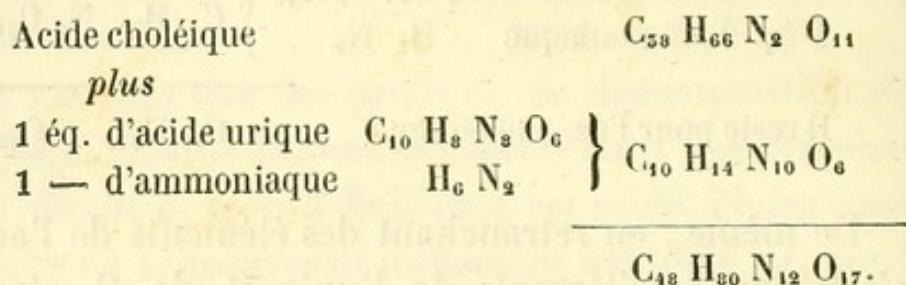 Acide choléique C₃₈ H₆₆ N₂ O₁₁
plus
1 éq. d'acide urique C₁₀ H₈ N₈ O₆ } C₁₀ H₁₄ N₁₀ O₆
1 — d'ammoniaque H₆ N₂
C₄₈ H₈₀ N₁₂ O₁₇.